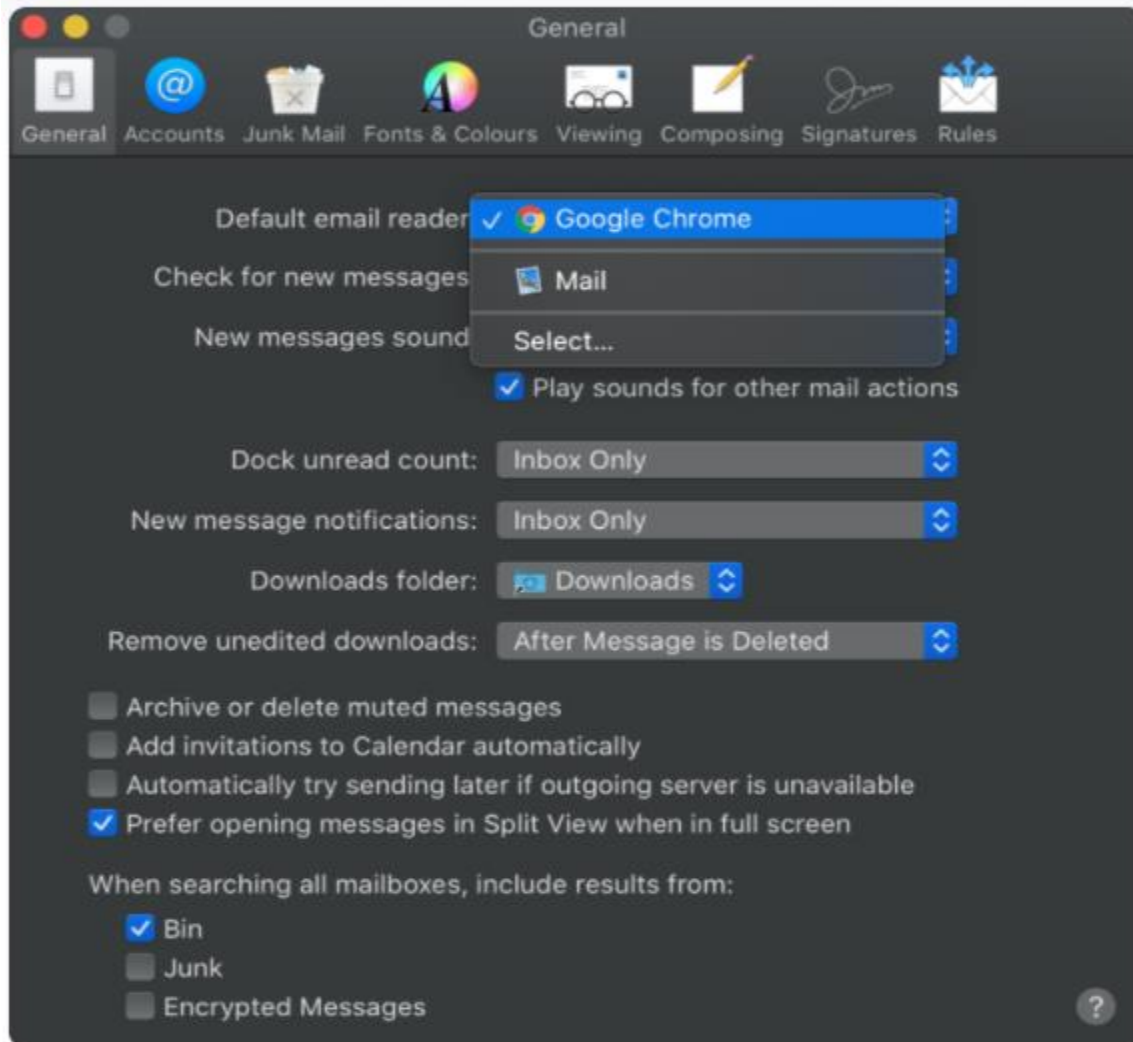 General
General Accounts Junk Mail Fonts & Colours Viewing Composing Signatures Rules
Default email reader Google Chrome
Check for new messages Mail
New messages sound Select...
Play sounds for other mail actions
Dock unread count: Inbox Only
New message notifications: Inbox Only
Downloads folder: Downloads
Remove unedited downloads: After Message is Deleted
Archive or delete muted messages
Add invitations to Calendar automatically
Automatically try sending later if outgoing server is unavailable
Prefer opening messages in Split View when in full screen
When searching all mailboxes, include results from:
Bin
Junk
Encrypted Messages
?